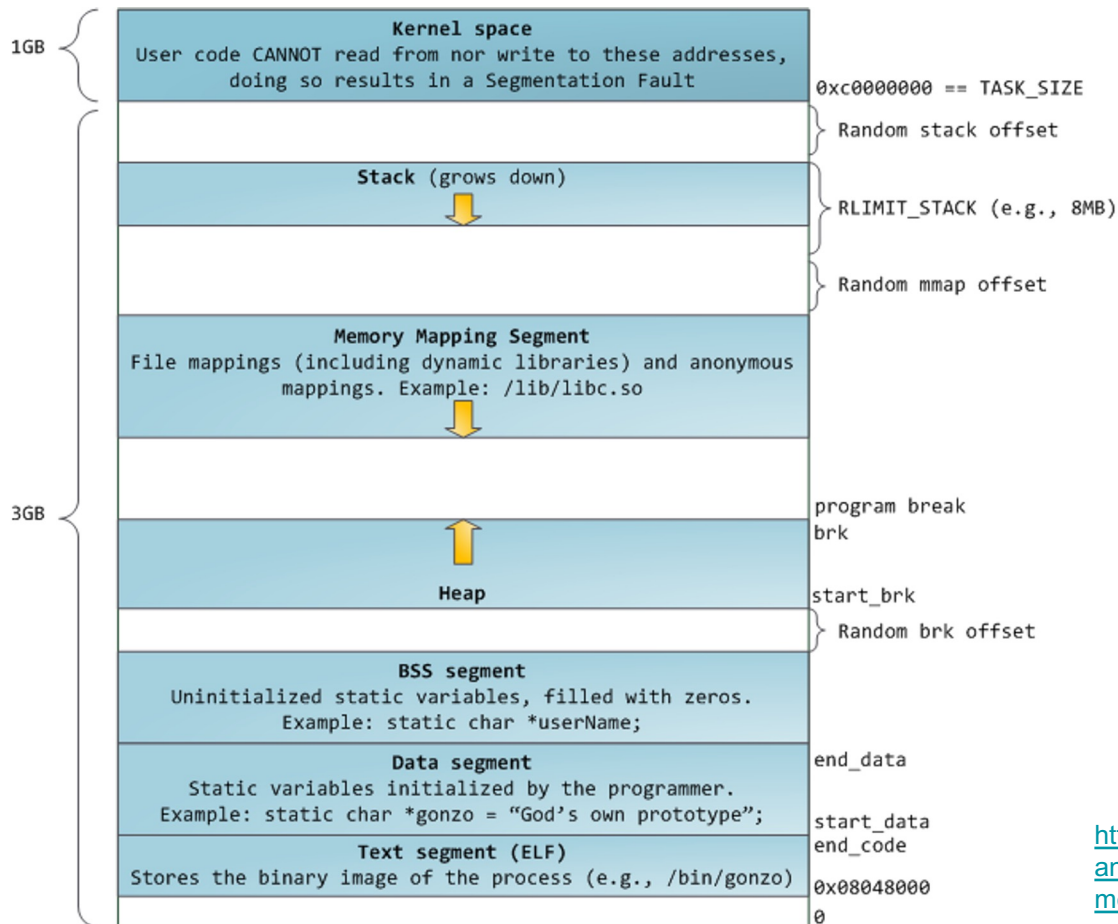 1GB
Kernel space
User code CANNOT read from nor write to these addresses,
doing so results in a Segmentation Fault
0xc0000000 == TASK_SIZE
Random stack offset
Stack (grows down)
RLIMIT_STACK (e.g., 8MB)
Random mmap offset
Memory Mapping Segment
File mappings (including dynamic libraries) and anonymous
mappings. Example: /lib/libc.so
3GB
program break
brk
Heap
start_brk
Random brk offset
BSS segment
Uninitialized static variables, filled with zeros.
Example: static char *userName;
Data segment
Static variables initialized by the programmer.
Example: static char *gonzo = “God’s own prototype”;
end_data
start_data
Text segment (ELF)
Stores the binary image of the process (e.g., /bin/gonzo)
end_code
0x08048000
0